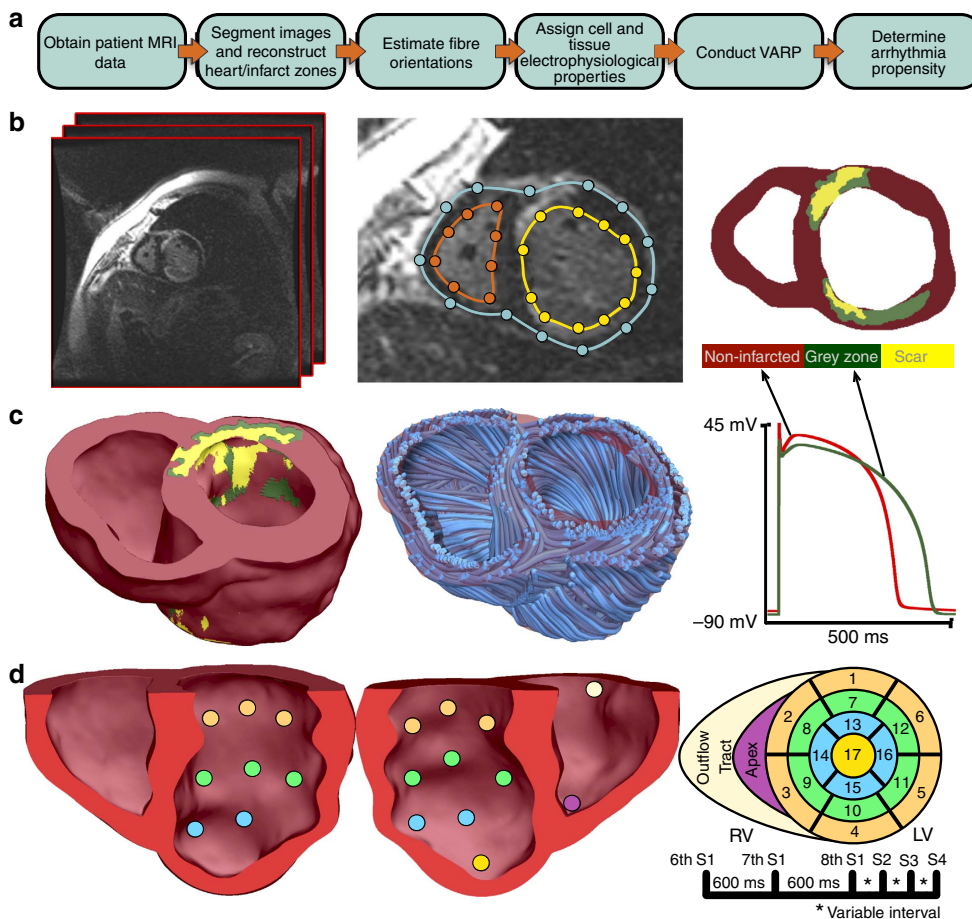 a
Obtain patient MRI
data
Segment images
and reconstruct
heart/infarct zones
Estimate fibre
orientations
Assign cell and
tissue
electrophysiological
properties
Conduct VARP
Determine
arrhythmia
propensity
b
Non-infarcted Grey zone Scar
c
45 mV
–90 mV
500 ms
d
Outflow
Tract
Apex
1
2
3
4
5
6
7
8
9
10
11
12
13
14
15
16
17
RV LV
6th S1 7th S1 8th S1 S2 S3 S4
600 ms 600 ms * * *
* Variable interval